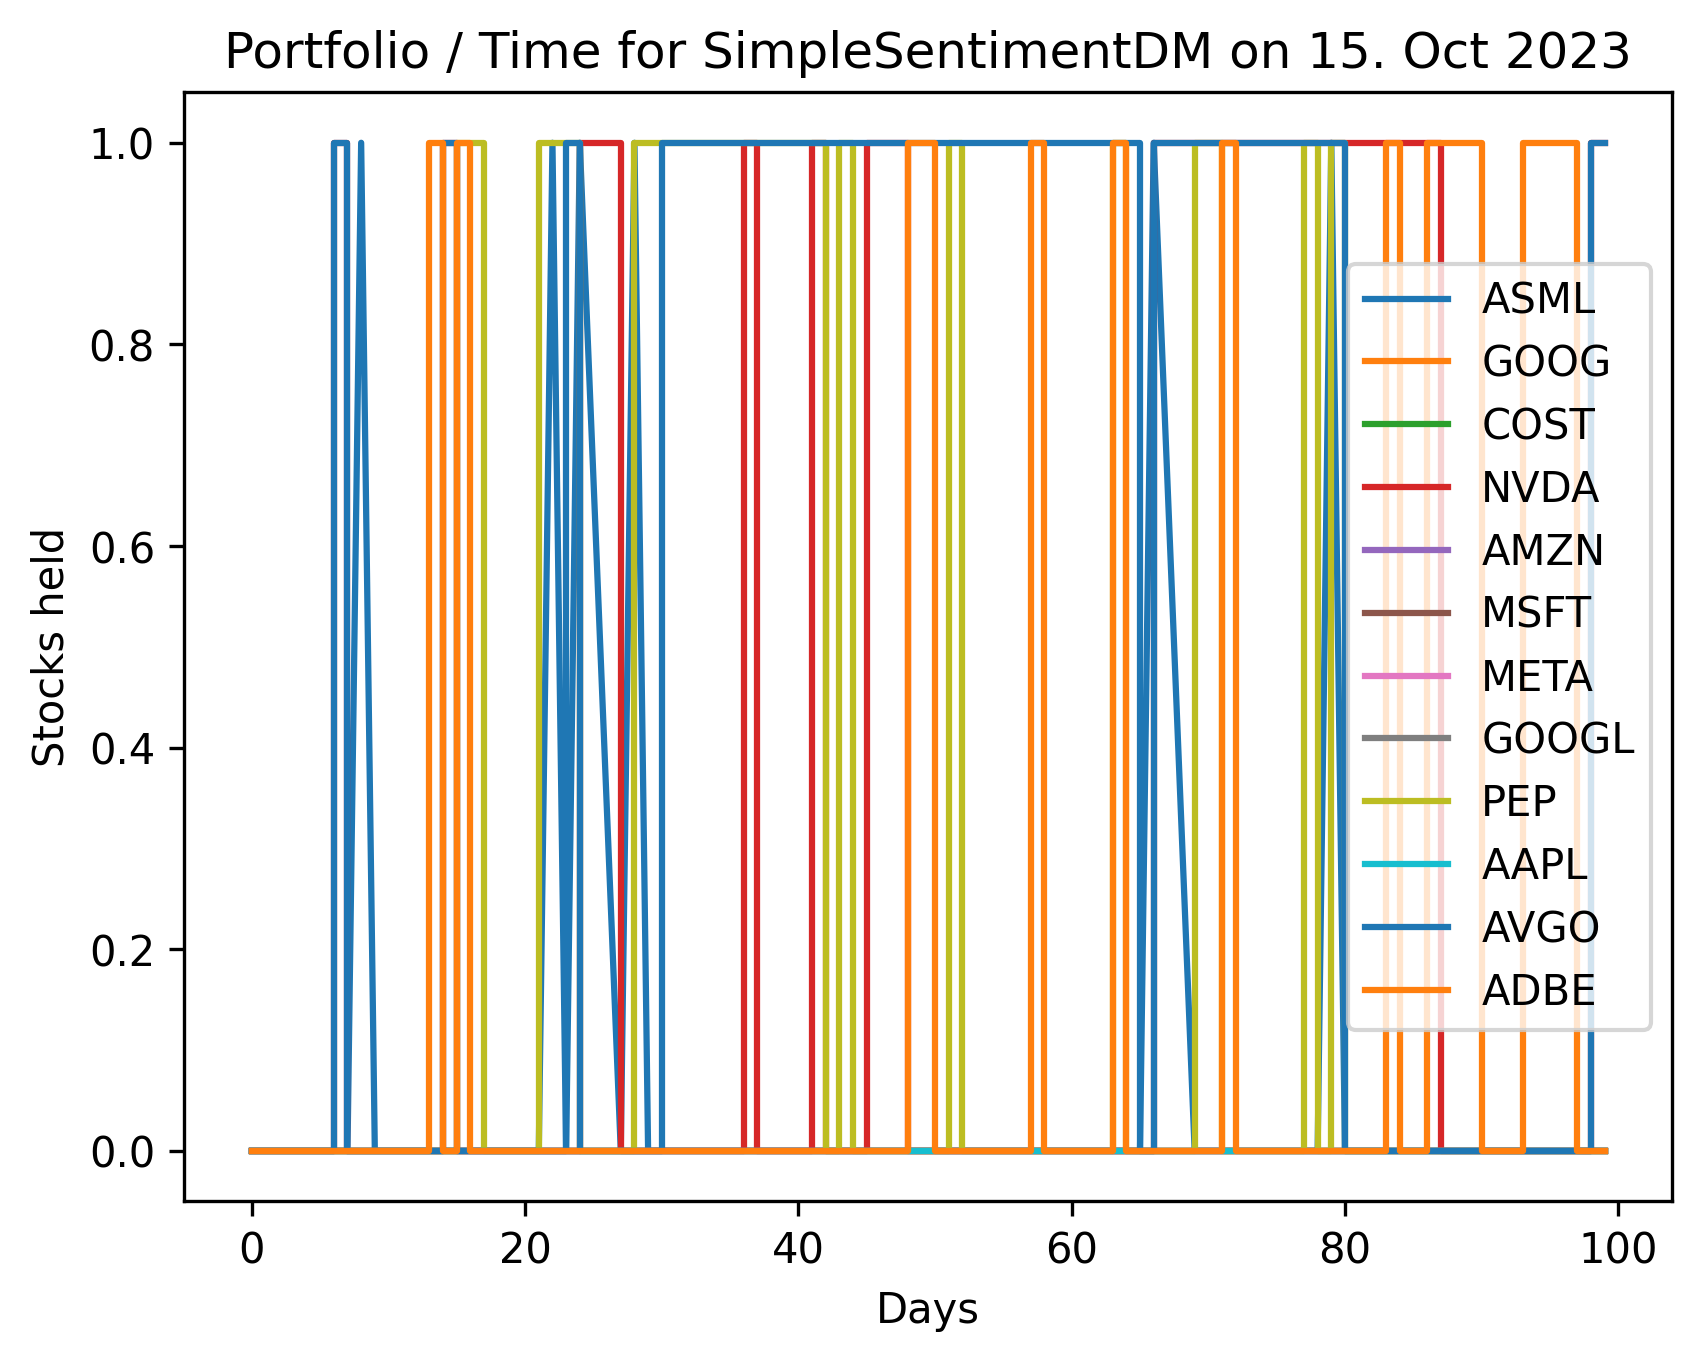 Portfolio / Time for SimpleSentimentDM on 15. Oct 2023
1.0
0.8
0.6
0.4
0.2
0.0
Stocks held
ASML
GOOG
COST
NVDA
AMZN
MSFT
META
GOOGL
PEP
AAPL
AVGO
ADBE
0 20 40 60 80 100
Days